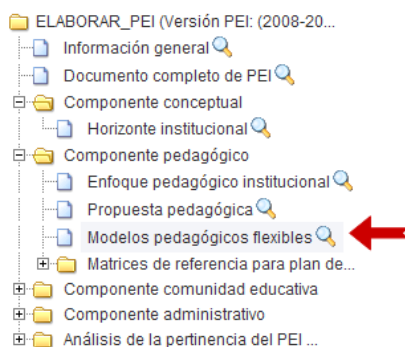 ELABORAR_PEI (Versión PEI: (2008-20...
Información general
Documento completo de PEI
Componente conceptual
Horizonte institucional
Componente pedagógico
Enfoque pedagógico institucional
Propuesta pedagógica
Modelos pedagógicos flexibles
Matrices de referencia para plan de...
Componente comunidad educativa
Componente administrativo
Análisis de la pertinencia del PEI ...